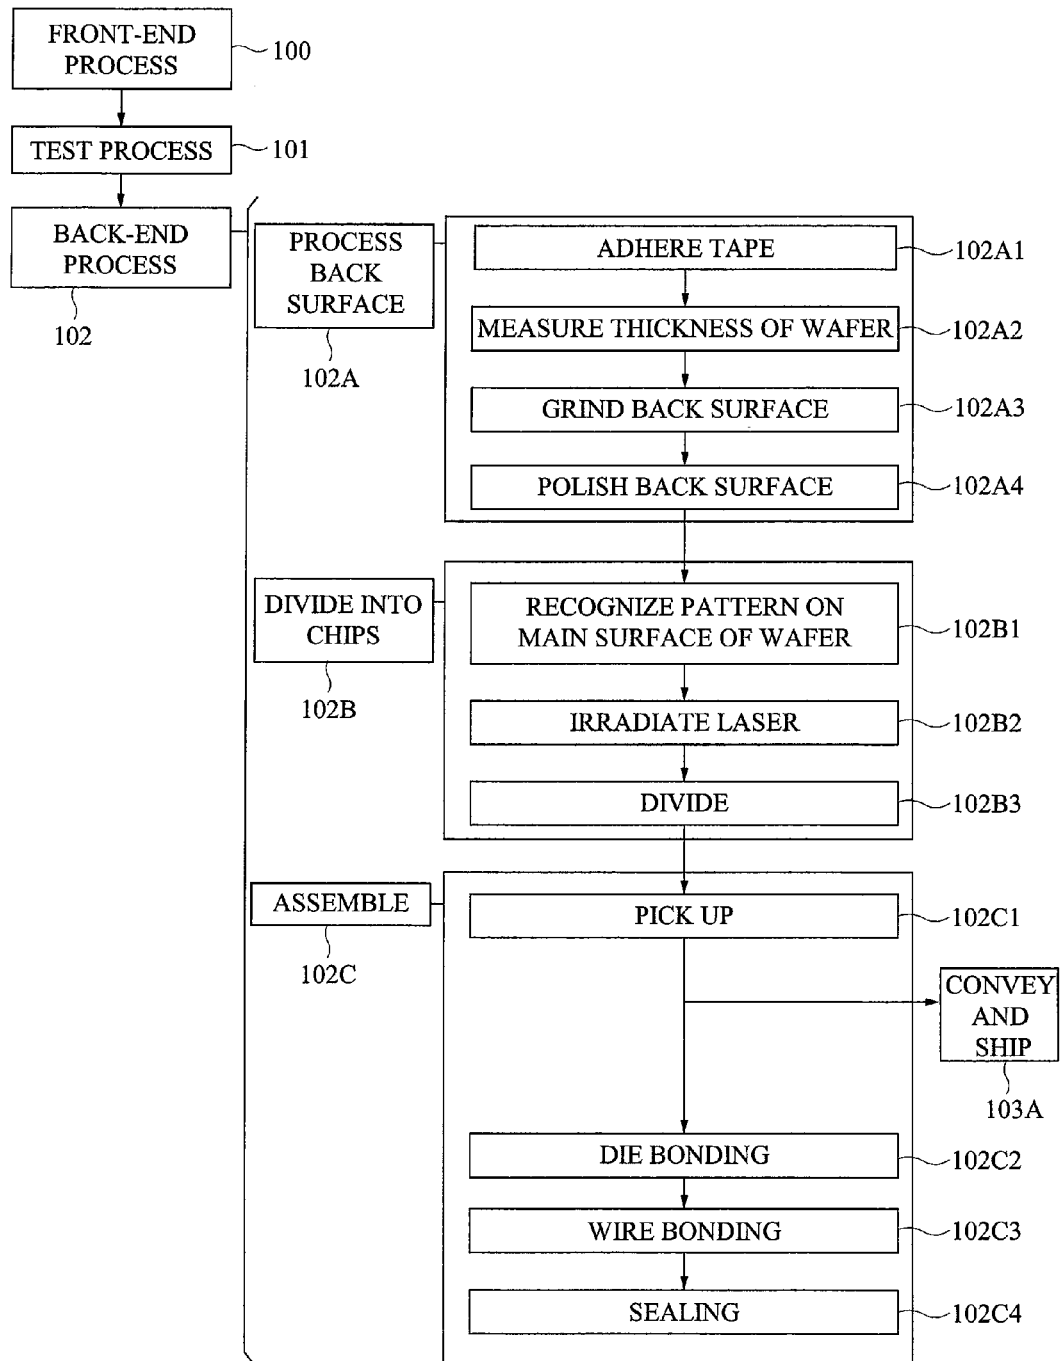 FRONT-END
PROCESS
100
TEST PROCESS
101
BACK-END
PROCESS
102
PROCESS
BACK
SURFACE
102A
ADHERE TAPE
102A1
MEASURE THICKNESS OF WAFER
102A2
GRIND BACK SURFACE
102A3
POLISH BACK SURFACE
102A4
DIVIDE INTO
CHIPS
102B
RECOGNIZE PATTERN ON
MAIN SURFACE OF WAFER
102B1
IRRADIATE LASER
102B2
DIVIDE
102B3
ASSEMBLE
102C
PICK UP
102C1
CONVEY
AND
SHIP
103A
DIE BONDING
102C2
WIRE BONDING
102C3
SEALING
102C4